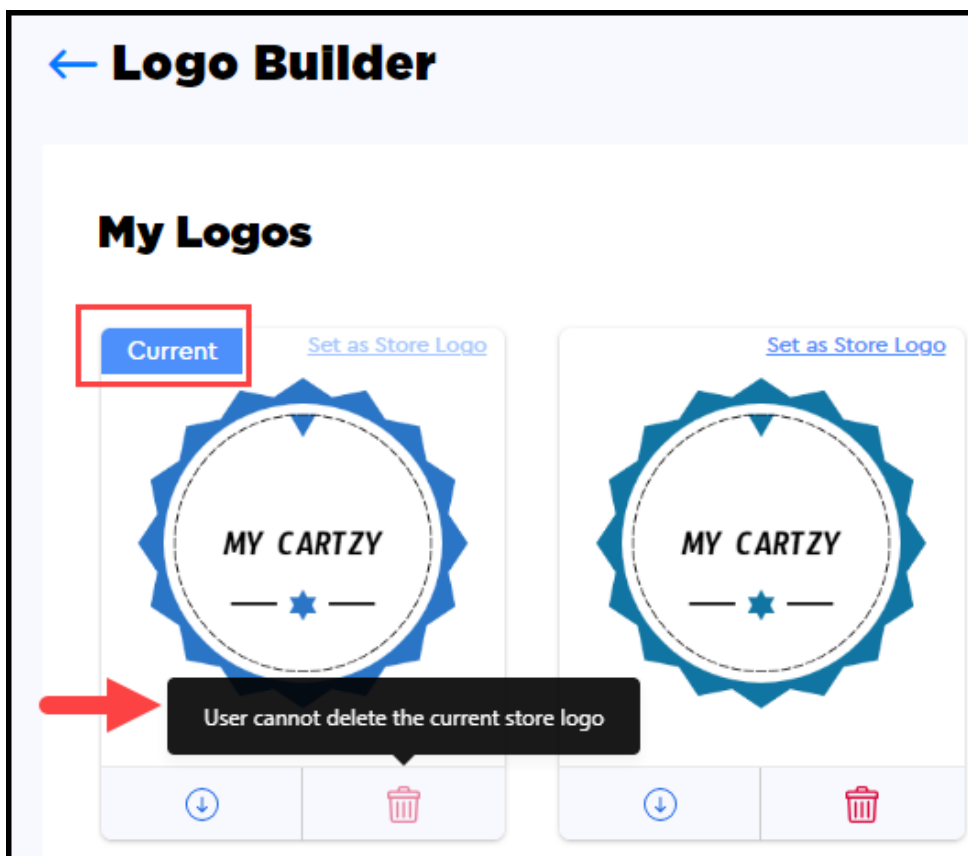 Logo Builder
My Logos
Current
Set as Store Logo
Set as Store Logo
MY CARTZY
MY CARTZY
User cannot delete the current store logo